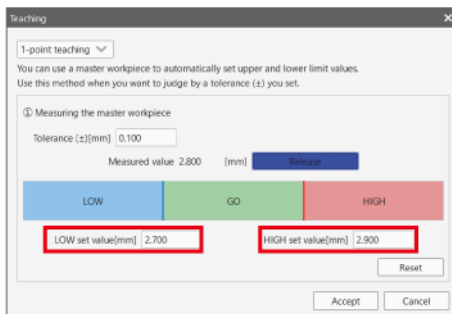 Teaching
1-point teaching
You can use a master workpiece to automatically set upper and lower limit values.
Use this method when you want to judge by a tolerance (±) you set.
① Measuring the master workpiece
Tolerance (±)[mm] 0.100
Measured value 2.800 [mm] Release
LOW GO HIGH
LOW set value[mm] 2.700 HIGH set value[mm] 2.900
Reset
Accept Cancel